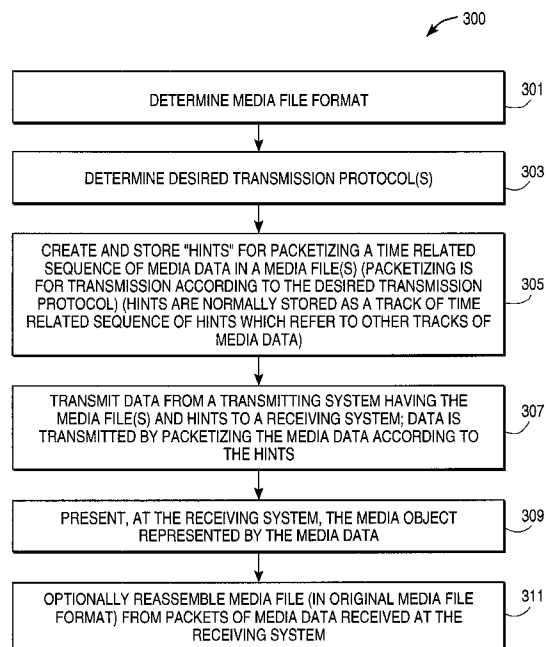 300
DETERMINE MEDIA FILE FORMAT
301
DETERMINE DESIRED TRANSMISSION PROTOCOL(S)
303
CREATE AND STORE "HINTS" FOR PACKETIZING A TIME RELATED
SEQUENCE OF MEDIA DATA IN A MEDIA FILE(S) (PACKETIZING IS
FOR TRANSMISSION ACCORDING TO THE DESIRED TRANSMISSION
PROTOCOL) (HINTS ARE NORMALLY STORED AS A TRACK OF TIME
RELATED SEQUENCE OF HINTS WHICH REFER TO OTHER TRACKS OF
MEDIA DATA)
305
TRANSMIT DATA FROM A TRANSMITTING SYSTEM HAVING THE
MEDIA FILE(S) AND HINTS TO A RECEIVING SYSTEM; DATA IS
TRANSMITTED BY PACKETIZING THE MEDIA DATA ACCORDING TO
THE HINTS
307
PRESENT, AT THE RECEIVING SYSTEM, THE MEDIA OBJECT
REPRESENTED BY THE MEDIA DATA
309
OPTIONALLY REASSEMBLE MEDIA FILE (IN ORIGINAL MEDIA FILE
FORMAT) FROM PACKETS OF MEDIA DATA RECEIVED AT THE
RECEIVING SYSTEM
311